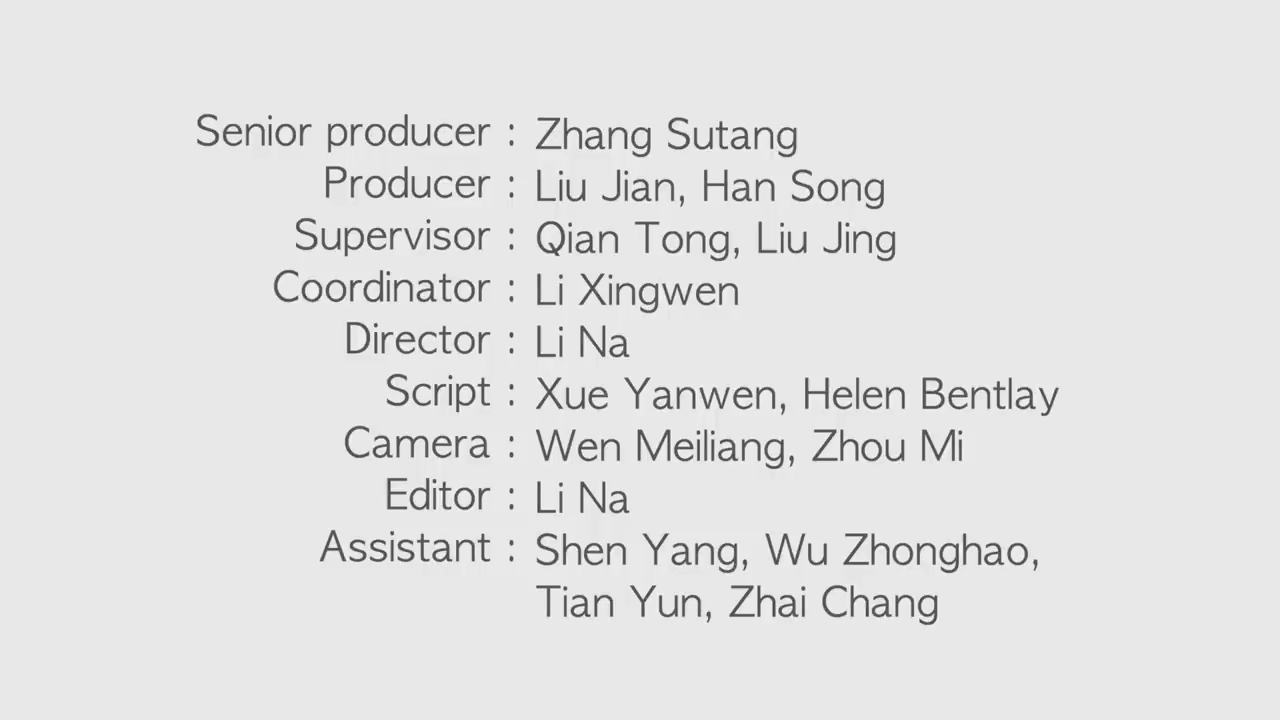 Senior producer : Zhang Sutang
Producer : Liu Jian, Han Song
Supervisor : Qian Tong, Liu Jing
Coordinator : Li Xingwen
Director : Li Na
Script : Xue Yanwen, Helen Bentlay
Camera : Wen Meiliang, Zhou Mi
Editor : Li Na
Assistant : Shen Yang, Wu Zhonghao,
Tian Yun, Zhai Chang